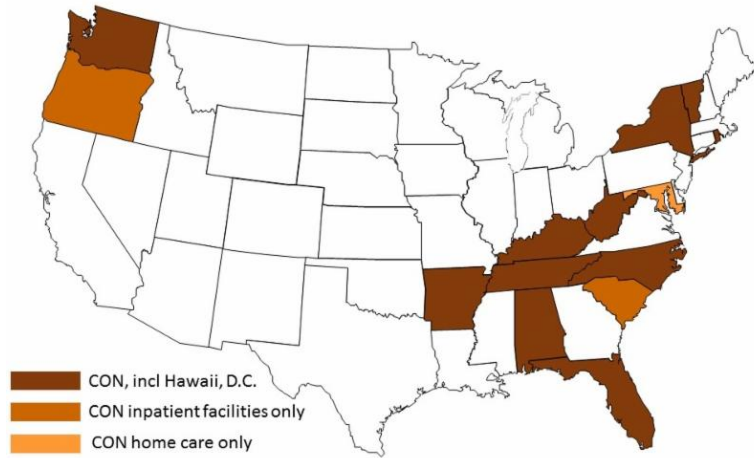 CON, incl Hawaii, D.C.
CON inpatient facilities only
CON home care only